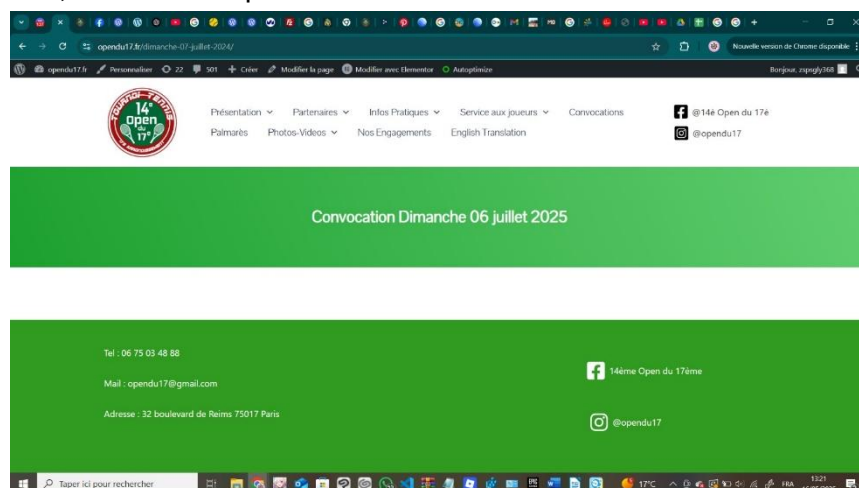 Nouvelle version de Chrome disponible
opendu17.fr/dimanche-07-juillet-2024/
opendu17.fr Personnaliser 22 501 + Créer Modifier la page Modifier avec Elementor Autoptimize Bonjour, zspsgly368
14e
Open
du
17e
Présentation Partenaires Infos Pratiques Service aux joueurs Convocations
@14è Open du 17è
Palmarès Photos-Videos Nos Engagements English Translation
@opendu17
Convocation Dimanche 06 juillet 2025
Tel : 06 75 03 48 88
14ème Open du 17ème
Mail : opendu17@gmail.com
Adresse : 32 boulevard de Reims 75017 Paris
@opendu17
Taper ici pour rechercher 17°C FRA 13:21